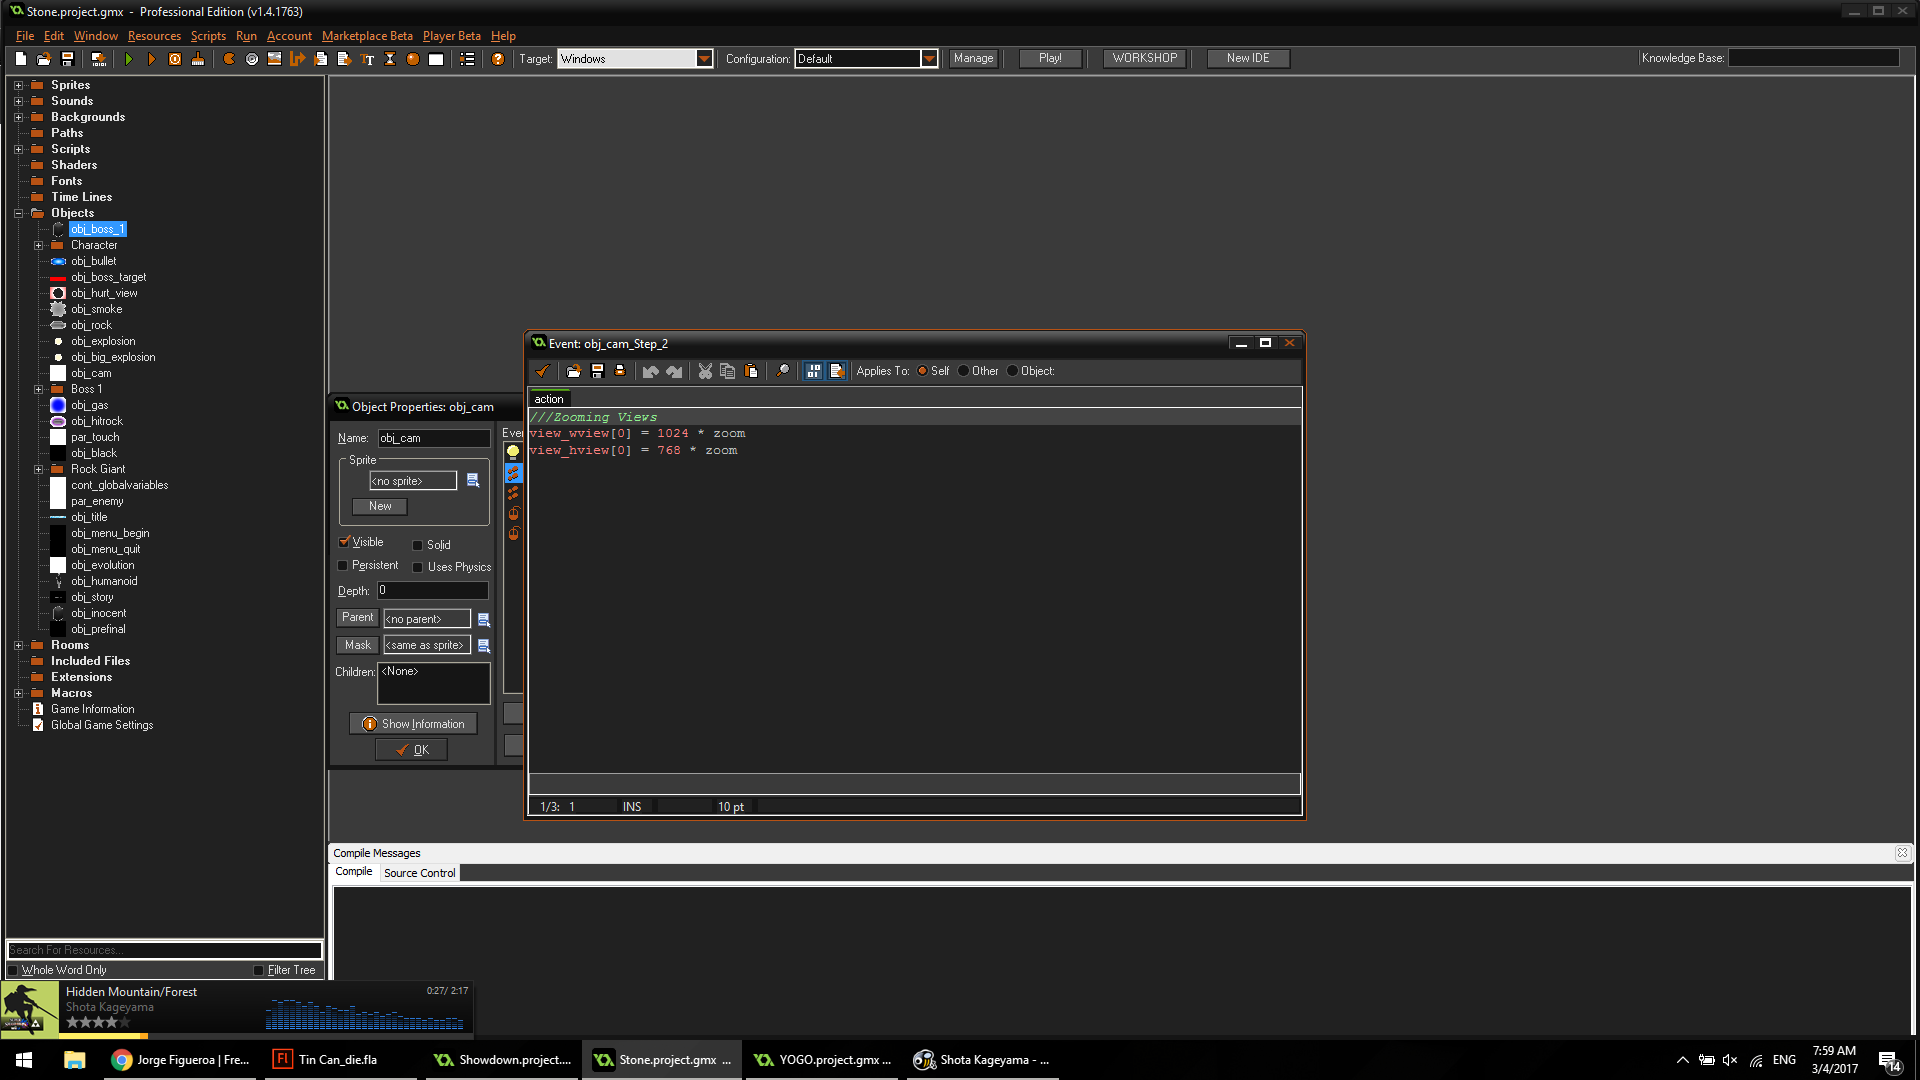 Stone.project.gmx - Professional Edition (v1.4.1763)
File Edit Window Resources Scripts Run Account Marketplace Beta Player Beta Help
Target: Windows Configuration: Default Manage Play! WORKSHOP New IDE Knowledge Base:
Sprites
Sounds
Backgrounds
Paths
Scripts
Shaders
Fonts
Time Lines
Objects
obj_boss_1
Character
obj_bullet
obj_boss_target
obj_hurt_view
obj_smoke
obj_rock
obj_explosion
obj_big_explosion
obj_cam
Boss 1
obj_gas
obj_hitrock
par_touch
obj_black
Rock Giant
cont_globalvariables
par_enemy
obj_title
obj_menu_begin
obj_menu_quit
obj_evolution
obj_humanoid
obj_story
obj_inocent
obj_prefinal
Rooms
Included Files
Extensions
Macros
Game Information
Global Game Settings
Search For Resources...
Whole Word Only Filter Tree
Object Properties: obj_cam
Name: obj_cam
Sprite
<no sprite>
New
Visible Solid
Persistent Uses Physics
Depth: 0
Parent <no parent>
Mask <same as sprite>
Children: <None>
Show Information
OK
Event: obj_cam_Step_2
Applies To: Self Other Object:
action
///Zooming Views
view_wview[0] = 1024 * zoom
view_hview[0] = 768 * zoom
1/3: 1 INS 10 pt
Compile Messages
Compile Source Control
Hidden Mountain/Forest 0:27/ 2:17
Shota Kageyama
Jorge Figueroa | Fre... Tin Can_die.fla Showdown.project.... Stone.project.gmx ... YOGO.project.gmx ... Shota Kageyama - ... ENG 7:59 AM
3/4/2017 14